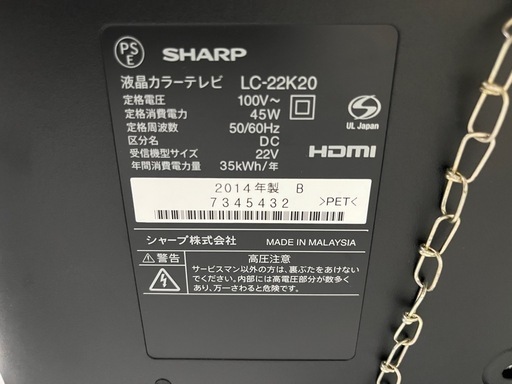 PS
E
SHARP
液晶カラーテレビ LC-22K20
定格電圧 100V～
定格消費電力 45W
定格周波数 50/60Hz
区分名 DC
受信機型サイズ 22V
年間消費電力量 35kWh/年
UL Japan
HDMI
2014年製 B
7345432
>PET<
シャープ株式会社 MADE IN MALAYSIA
⚠警告 高圧注意
サービスマン以外の方は、裏ぶたをあけない
でください。内部には高電圧部分が数多く
あり、万一さわると危険です。